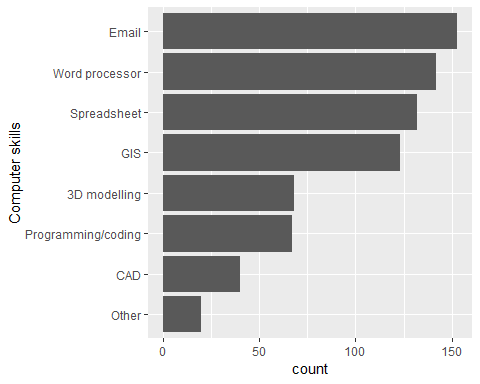 Email
Word processor
Spreadsheet
GIS
3D modelling
Programming/coding
CAD
Other
Computer skills
0 50 100 150
count